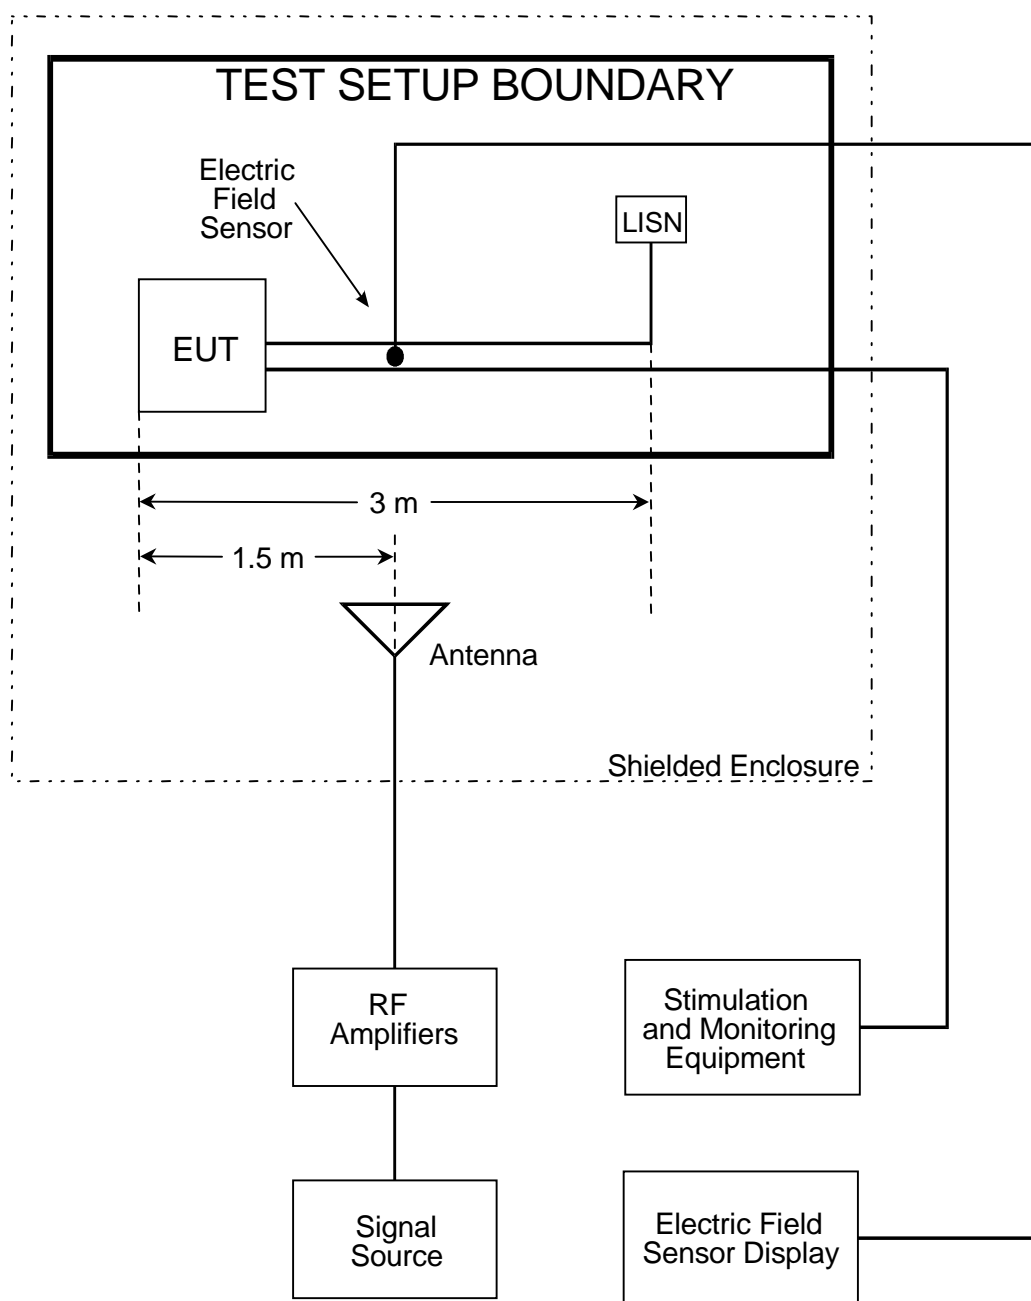 TEST SETUP BOUNDARY
Electric
Field
Sensor
LISN
EUT
3 m
1.5 m
Antenna
Shielded Enclosure
RF
Amplifiers
Stimulation
and Monitoring
Equipment
Signal
Source
Electric Field
Sensor Display